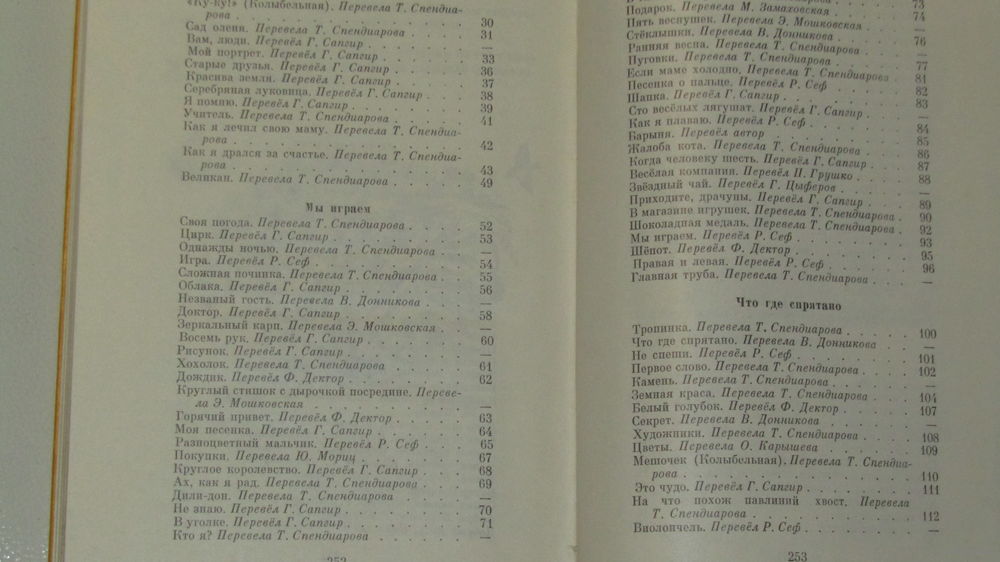 «Ку-ку!» (Колыбельная). Перевела Т. Спендиа-
рова . . . . . . . . . . . . . 30
Сад оленя. Перевела Т. Спендиарова . . . . 31
Вам, люди. Перевёл Г. Сапгир . . . . . —
Мой портрет. Перевёл Г. Сапгир . . . . 33
Старые друзья. Перевёл Г. Сапгир . . . . 36
Красива земля. Перевёл Г. Сапгир . . . . 37
Серебряная луковица. Перевёл Г. Сапгир . . . 38
Я помню. Перевёл Г. Сапгир . . . . . 39
Учитель. Перевела Т. Спендиарова . . . . 41
Как я лечил свою маму. Перевела Т. Спендиа-
рова . . . . . . . . . . . . . 42
Как я дрался за счастье. Перевела Т. Спендиа-
рова . . . . . . . . . . . . . 43
Великан. Перевела Т. Спендиарова . . . . 49
Мы играем
Своя погода. Перевела Т. Спендиарова . . . . 52
Цирк. Перевёл Г. Сапгир . . . . . . 53
Однажды ночью. Перевела Т. Спендиарова . . . —
Игра. Перевёл Р. Сеф . . . . . . . 54
Сложная починка. Перевела Т. Спендиарова . . 55
Облака. Перевёл Г. Сапгир . . . . . . 56
Незваный гость. Перевела В. Донникова . . . —
Доктор. Перевёл Г. Сапгир . . . . . . 58
Зеркальный карп. Перевела Э. Мошковская . . . —
Восемь рук. Перевёл Г. Сапгир . . . . . 60
Рисунок. Перевёл Г. Сапгир . . . . . . —
Хохолок. Перевела Т. Спендиарова . . . . 61
Дождик. Перевёл Ф. Дектор . . . . . . 62
Круглый стишок с дырочкой посредине. Переве-
ла Э. Мошковская . . . . . . . . . —
Горячий привет. Перевёл Ф. Дектор . . . . 63
Моя песенка. Перевёл Г. Сапгир . . . . . 64
Разноцветный мальчик. Перевёл Р. Сеф . . . 65
Покупки. Перевела Ю. Мориц . . . . . . 67
Круглое королевство. Перевёл Г. Сапгир . . . 68
Ах, как я рад. Перевела Т. Спендиарова . . . 69
Дили-дон. Перевела Т. Спендиарова . . . . —
Не знаю. Перевёл Г. Сапгир . . . . . . 70
В уголке. Перевёл Г. Сапгир . . . . . . 71
Кто я? Перевела Т. Спендиарова . . . . . —
73
Подарок. Перевела М. Замаховская . . . . 74
Пять веснушек. Перевела Э. Мошковская . . . —
Стёклышки. Перевела В. Донникова . . . . 76
Ранняя весна. Перевела Т. Спендиарова . . . —
Пуговки. Перевела Т. Спендиарова . . . . 77
Если маме холодно. Перевела Т. Спендиарова . . 81
Песенка о пальце. Перевёл Р. Сеф . . . . 82
Шапка. Перевёл Г. Сапгир . . . . . . 83
Сто весёлых лягушат. Перевёл Г. Сапгир . . . —
Как я плаваю. Перевёл Р. Сеф . . . . . 84
Барыня. Перевёл автор . . . . . . . 85
Жалоба кота. Перевела Т. Спендиарова . . . 86
Когда человеку шесть. Перевёл Г. Сапгир . . . 87
Весёлая компания. Перевёл П. Грушко . . . 88
Звёздный чай. Перевёл Г. Цыферов . . . . —
Приходите, драчуны. Перевёл Г. Сапгир . . . 89
В магазине игрушек. Перевела Т. Спендиарова . . 90
Шоколадная медаль. Перевела Т. Спендиарова . . 92
Мы играем. Перевёл Р. Сеф . . . . . . 93
Шёпот. Перевёл Ф. Дектор . . . . . . 95
Правая и левая. Перевёл Р. Сеф . . . . . 96
Главная труба. Перевела Т. Спендиарова . . . —
Что где спрятано
Тропинка. Перевела Т. Спендиарова . . . . 100
Что где спрятано. Перевела В. Донникова . . . —
Не спеши. Перевёл Р. Сеф . . . . . . 101
Первое слово. Перевела Т. Спендиарова . . . 102
Камень. Перевела Т. Спендиарова . . . . —
Земная краса. Перевела Т. Спендиарова . . . 104
Белый голубок. Перевёл Ф. Дектор . . . . 107
Секрет. Перевела В. Донникова . . . . . —
Художники. Перевела Т. Спендиарова . . . . 108
Цветы. Перевела О. Карышева . . . . . 109
Мешочек (Колыбельная). Перевела Т. Спендиа-
рова . . . . . . . . . . . . . 110
Это чудо. Перевёл Г. Сапгир . . . . . . 111
На что похож павлиний хвост. Перевела
Т. Спендиарова . . . . . . . . . . 112
Виолончель. Перевёл Р. Сеф . . . . . . —
253